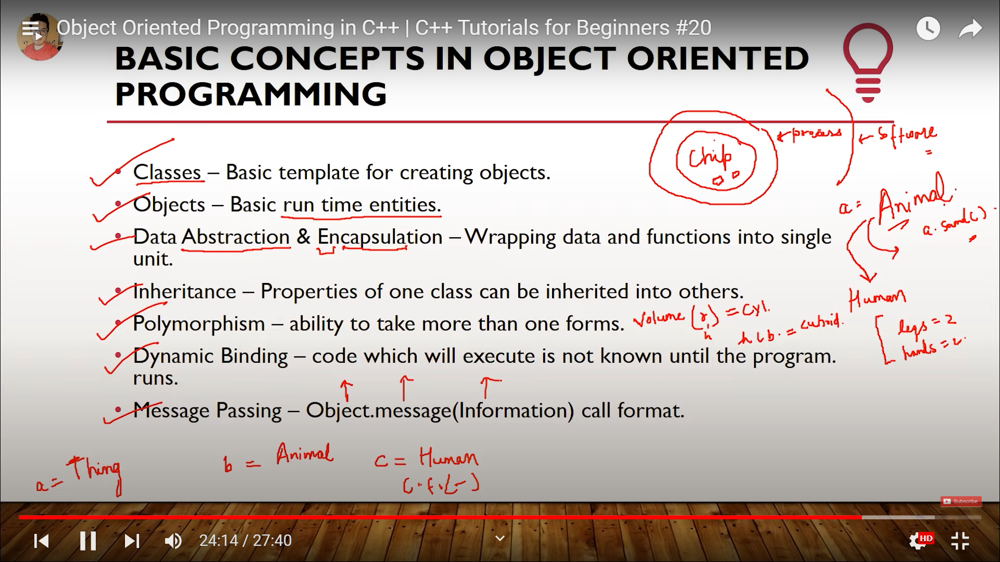 Object Oriented Programming in C++ | C++ Tutorials for Beginners #20
BASIC CONCEPTS IN OBJECT ORIENTED
PROGRAMMING
Chip
process
Software
Classes – Basic template for creating objects.
Objects – Basic run time entities.
a = Animal
a. sound()
Data Abstraction & Encapsulation – Wrapping data and functions into single
unit.
Inheritance – Properties of one class can be inherited into others.
Human
Polymorphism – ability to take more than one forms.
Volume (r, h) = Cyl.
h l b. = cuboid.
legs = 2
hands = 2.
Dynamic Binding – code which will execute is not known until the program.
runs.
Message Passing – Object.message(Information) call format.
a = Thing
b = Animal
c = Human
Subscribe
24:14 / 27:40
HD